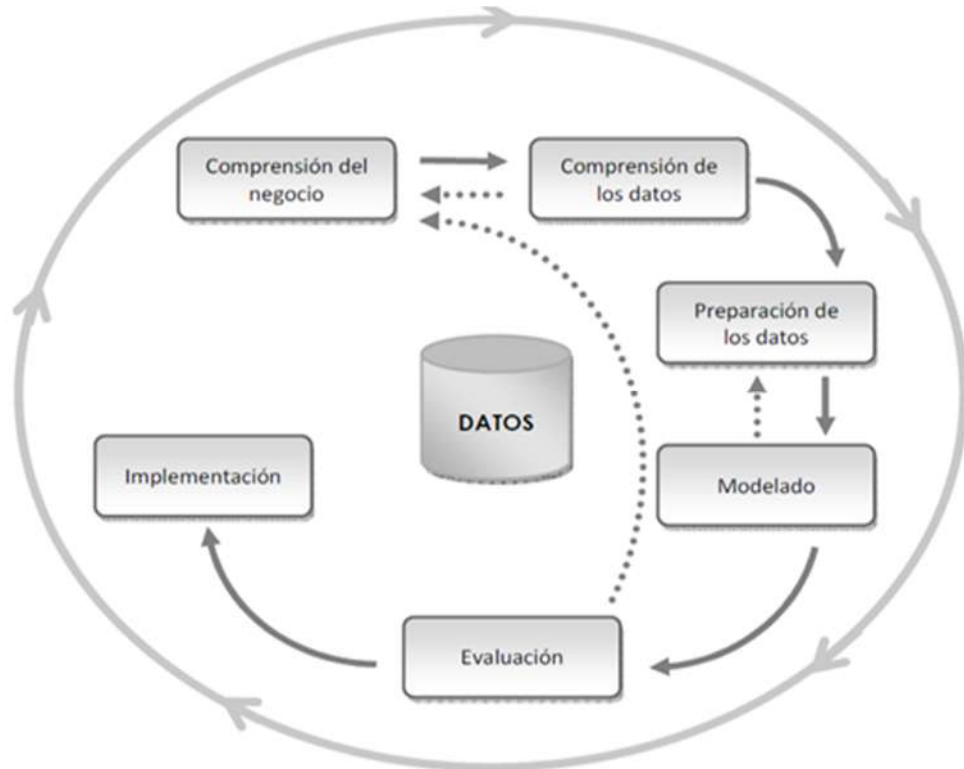 Comprensión del
negocio
Comprensión de
los datos
Preparación de
los datos
DATOS
Implementación
Modelado
Evaluación